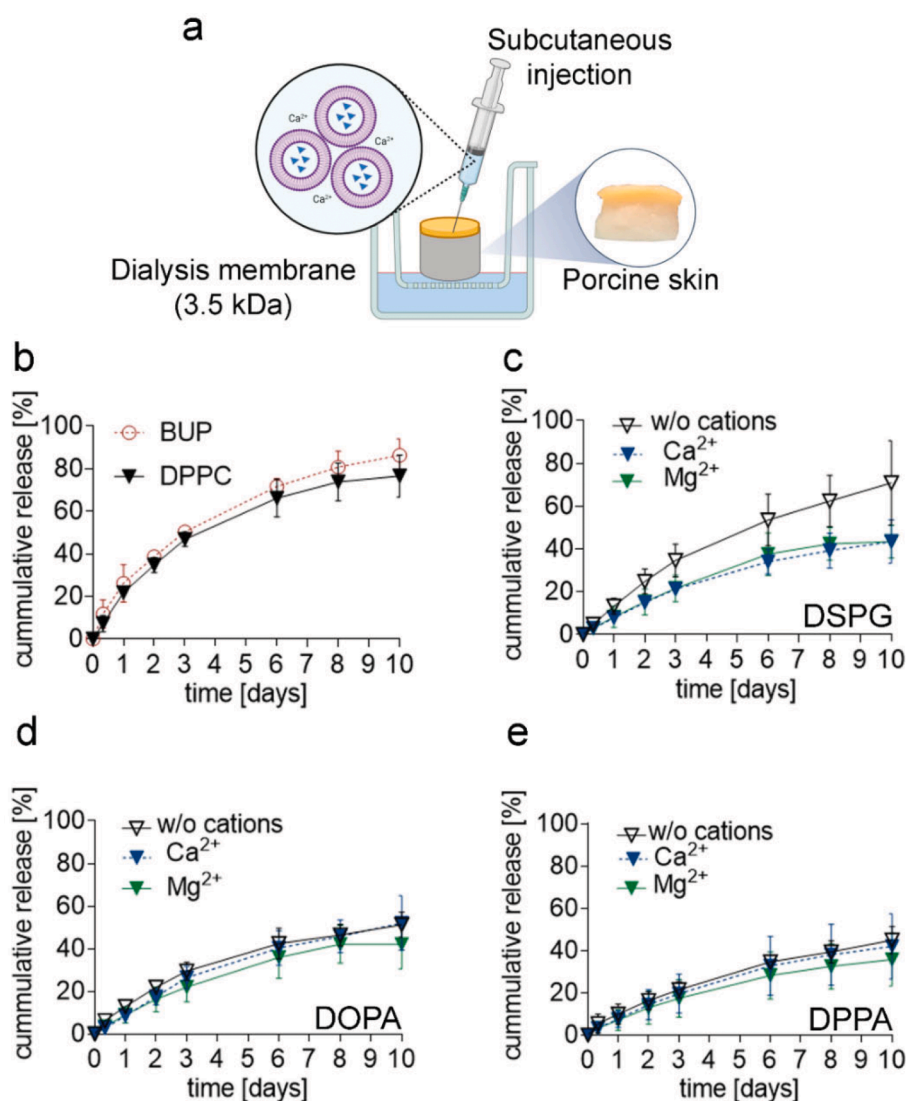 a
Subcutaneous
injection
Ca²⁺
Ca²⁺
Ca²⁺
Dialysis membrane
(3.5 kDa)
Porcine skin
b
cummulative release [%]
100
80
60
40
20
0
BUP
DPPC
0 1 2 3 4 5 6 7 8 9 10
time [days]
c
cummulative release [%]
100
80
60
40
20
0
w/o cations
Ca²⁺
Mg²⁺
DSPG
0 1 2 3 4 5 6 7 8 9 10
time [days]
d
cummulative release [%]
100
80
60
40
20
0
w/o cations
Ca²⁺
Mg²⁺
DOPA
0 1 2 3 4 5 6 7 8 9 10
time [days]
e
cummulative release [%]
100
80
60
40
20
0
w/o cations
Ca²⁺
Mg²⁺
DPPA
0 1 2 3 4 5 6 7 8 9 10
time [days]